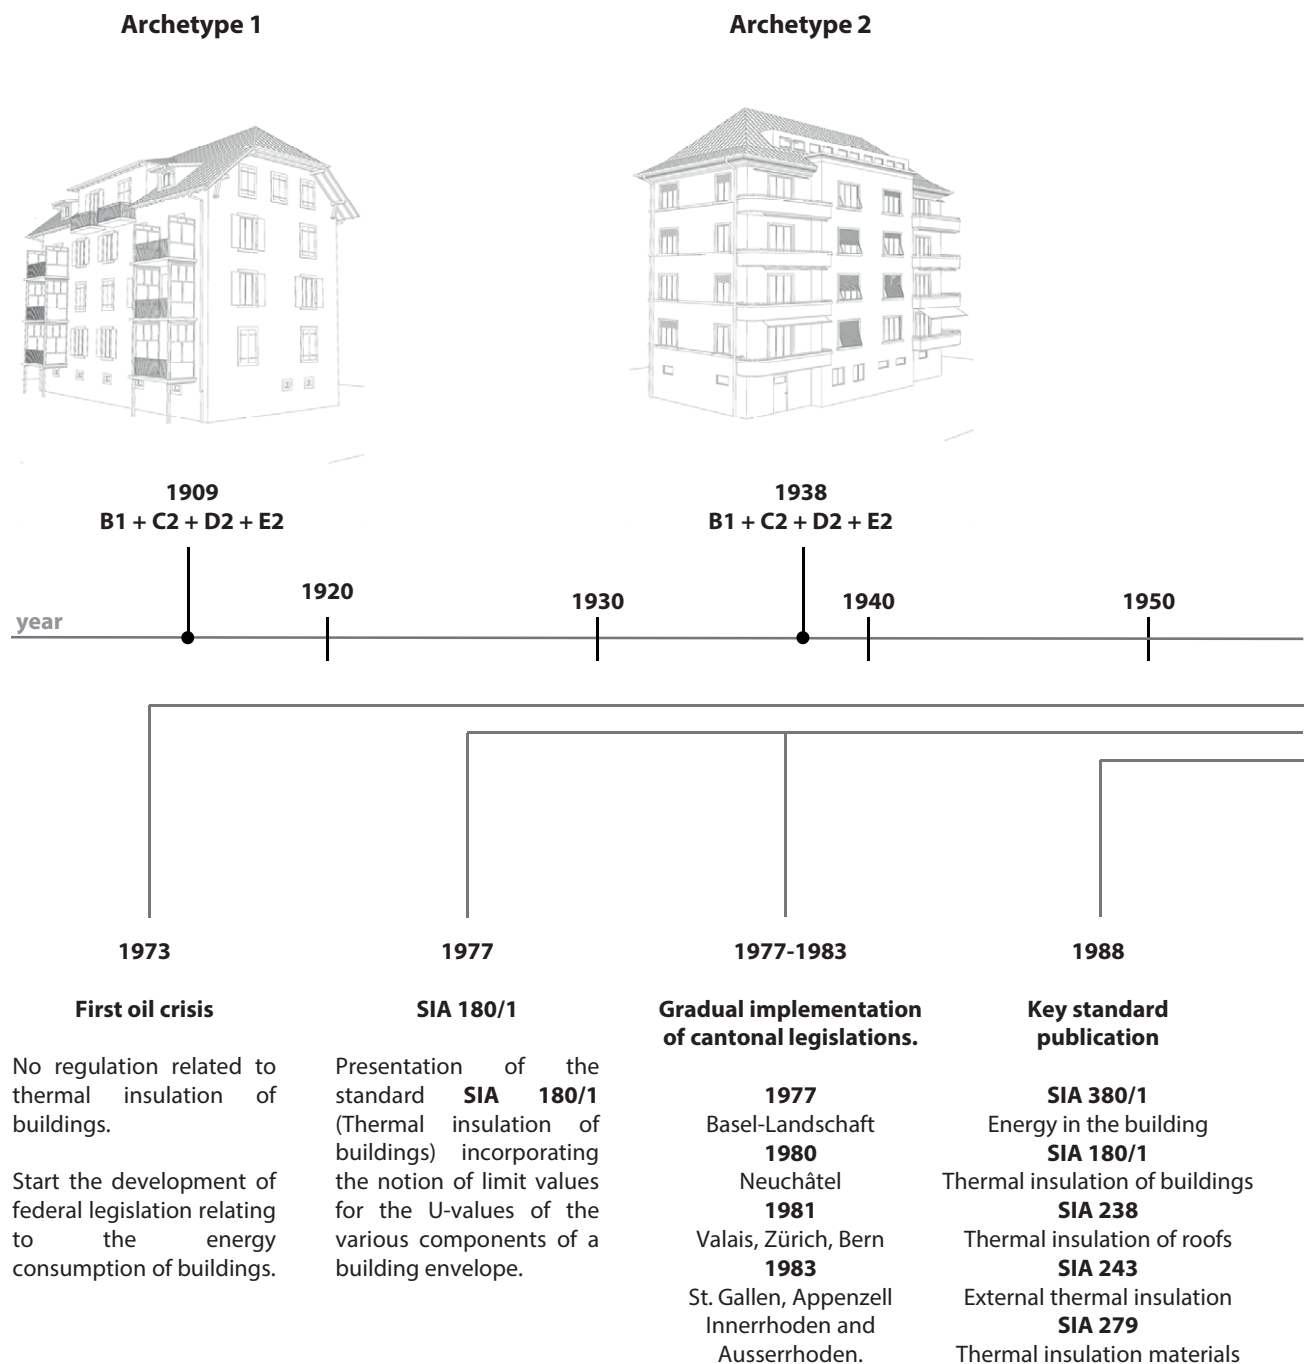 Archetype 1
Archetype 2
1909
B1 + C2 + D2 + E2
1938
B1 + C2 + D2 + E2
year
1920
1930
1940
1950
1973
First oil crisis
No regulation related to
thermal insulation of
buildings.
Start the development of
federal legislation relating
to the energy
consumption of buildings.
1977
SIA 180/1
Presentation of the
standard SIA 180/1
(Thermal insulation of
buildings) incorporating
the notion of limit values
for the U-values of the
various components of a
building envelope.
1977-1983
Gradual implementation
of cantonal legislations.
1977
Basel-Landschaft
1980
Neuchâtel
1981
Valais, Zürich, Bern
1983
St. Gallen, Appenzell
Innerrhoden and
Ausserrhoden.
1988
Key standard
publication
SIA 380/1
Energy in the building
SIA 180/1
Thermal insulation of buildings
SIA 238
Thermal insulation of roofs
SIA 243
External thermal insulation
SIA 279
Thermal insulation materials